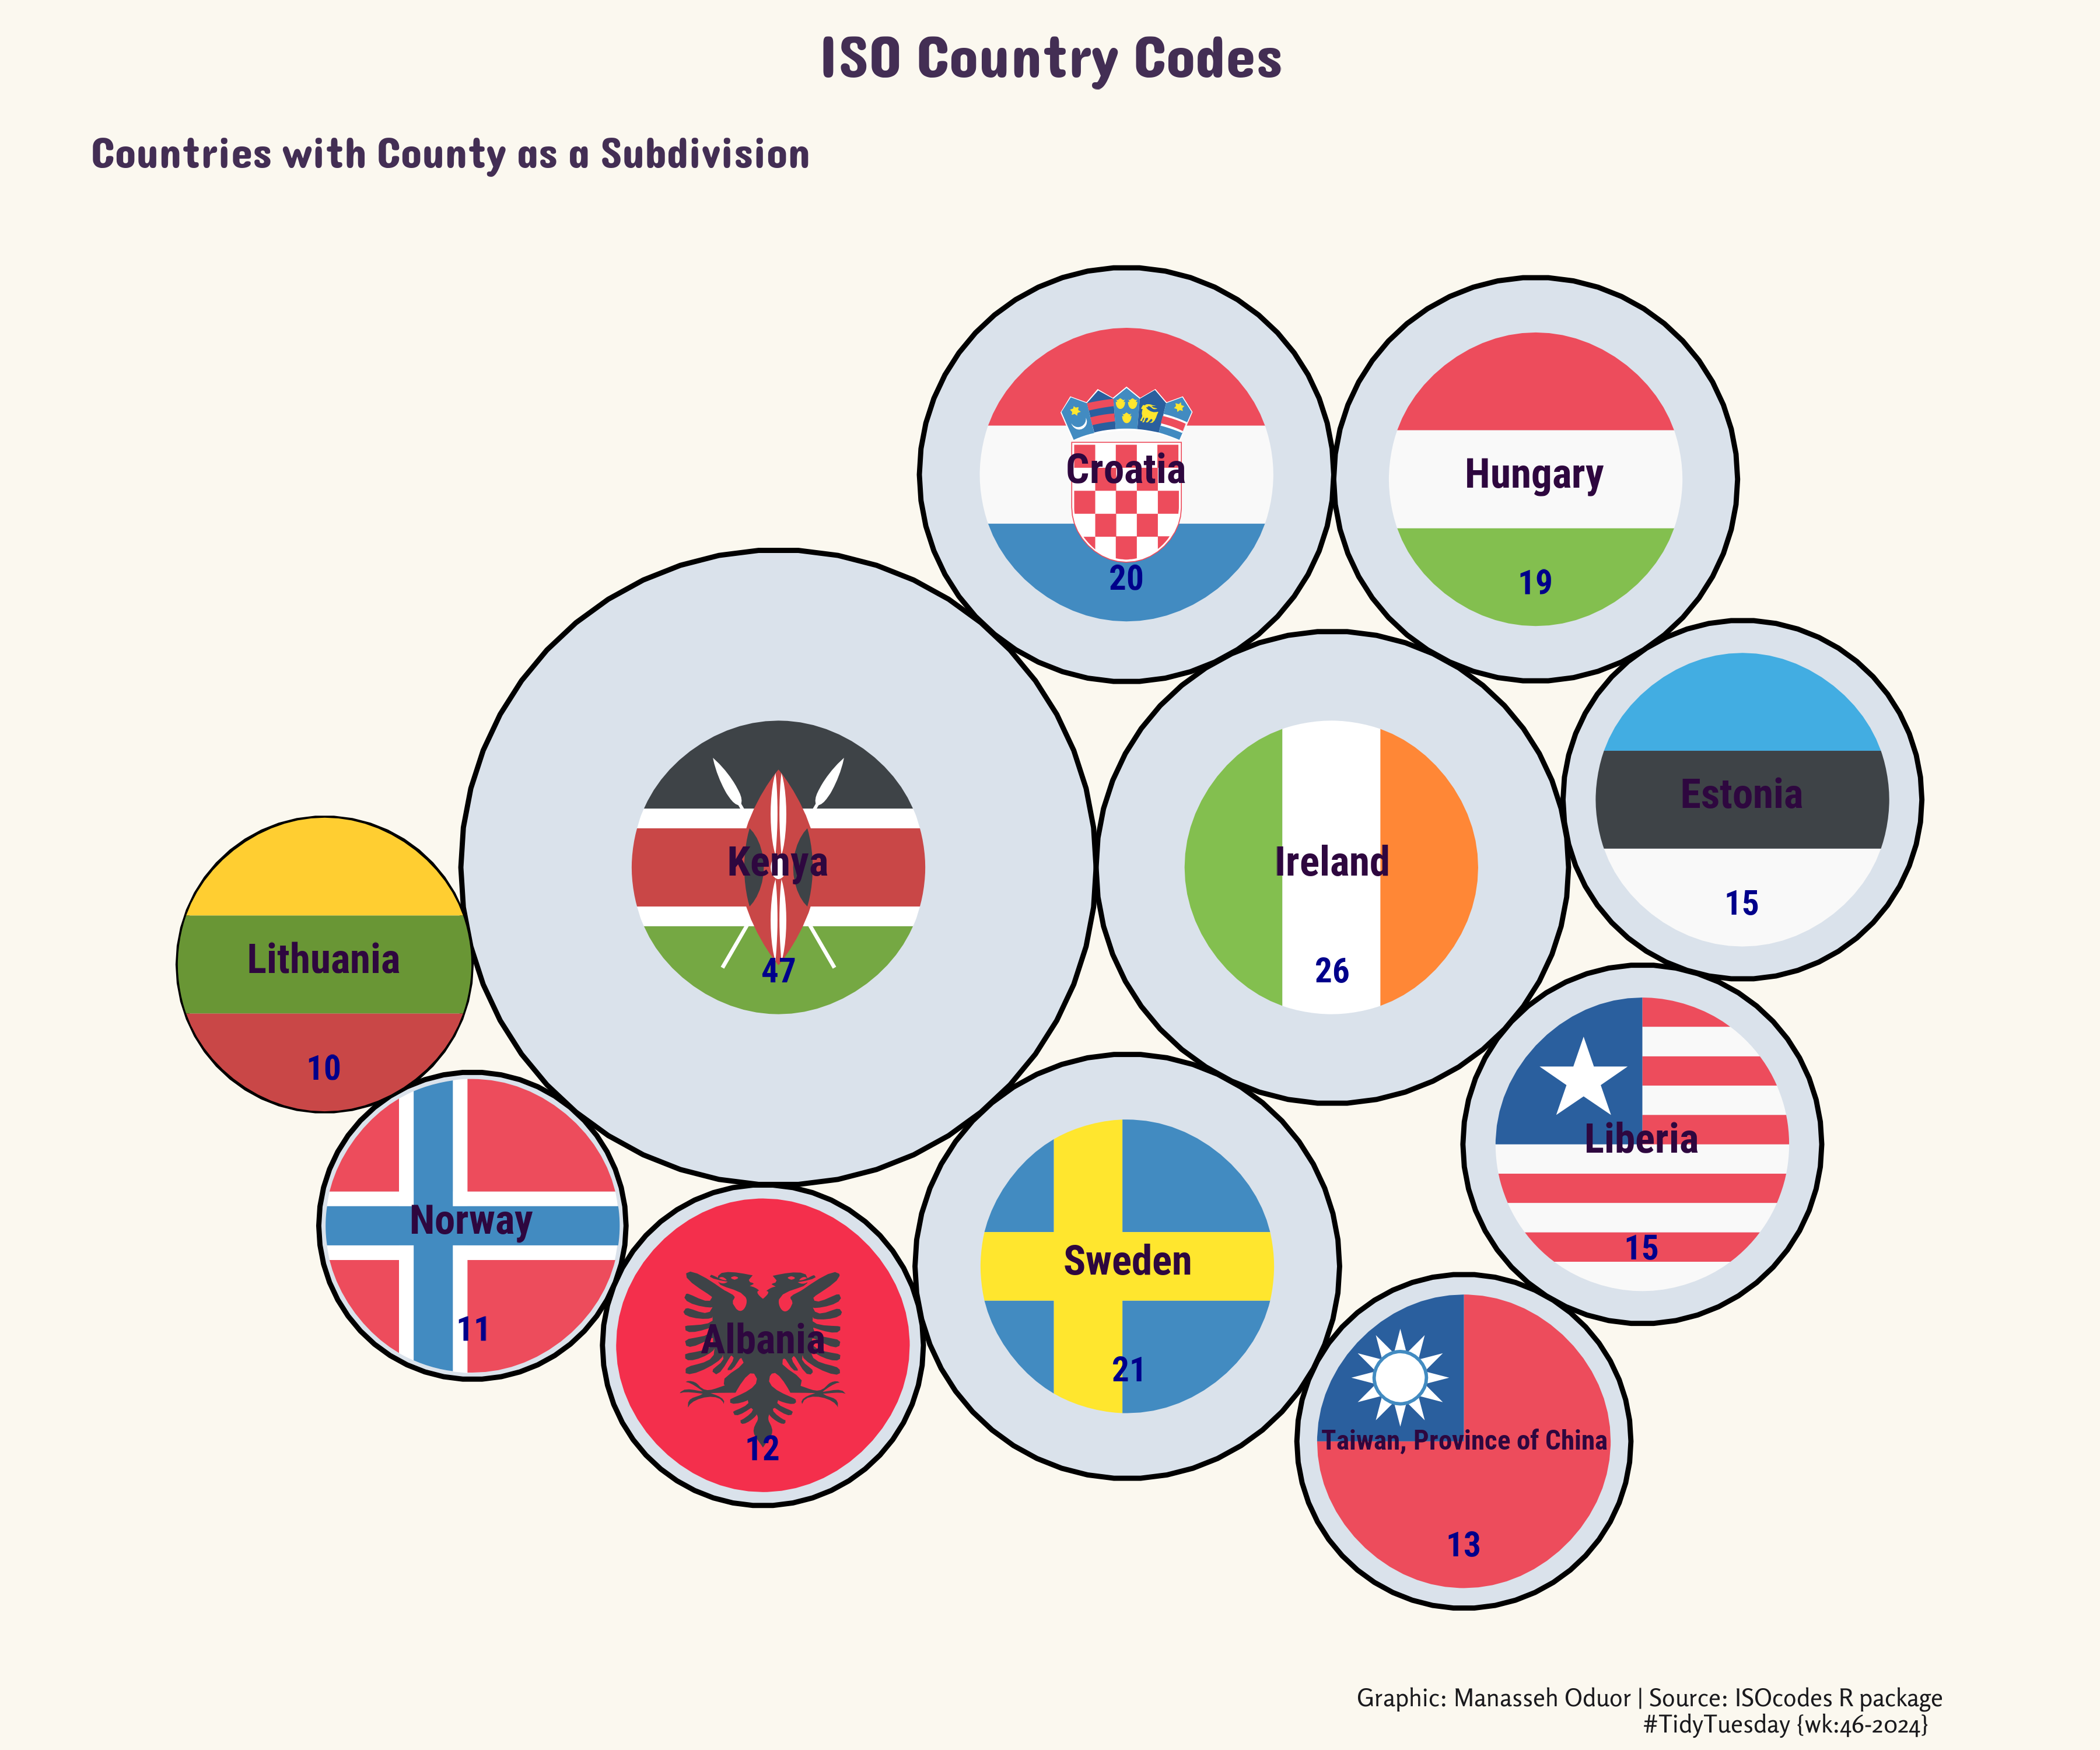 ISO Country Codes
Countries with County as a Subdivision
Croatia
20
Hungary
19
Kenya
47
Ireland
26
Estonia
15
Lithuania
10
Norway
11
Albania
12
Sweden
21
Liberia
15
Taiwan, Province of China
13
Graphic: Manasseh Oduor | Source: ISOcodes R package
#TidyTuesday {wk:46-2024}